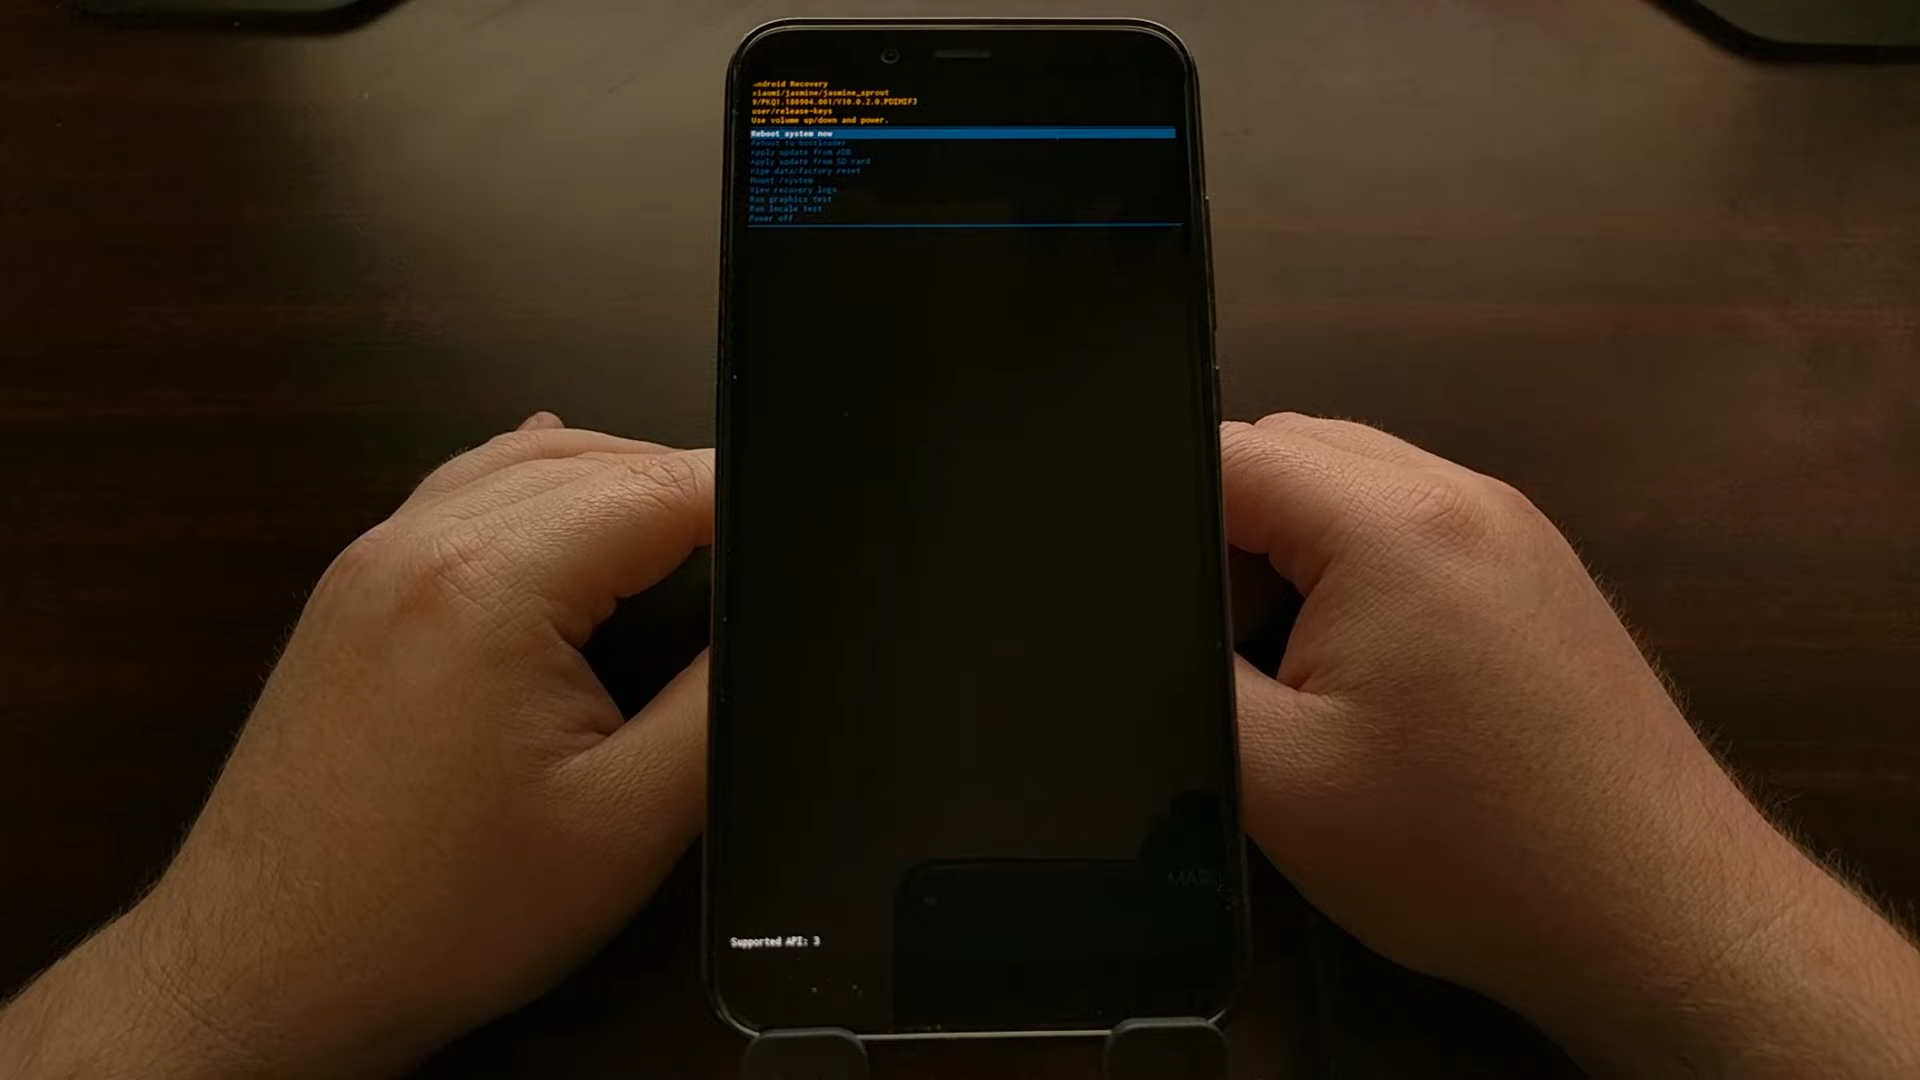 Android Recovery
xiaomi/jasmine/jasmine_sprout
9/PKQ1.180904.001/V10.0.2.0.PDIMIFJ
user/release-keys
Use volume up/down and power.
Reboot system now
Reboot to bootloader
Apply update from ADB
Apply update from SD card
Wipe data/factory reset
Mount /system
View recovery logs
Run graphics test
Run locale test
Power off
Supported API: 3